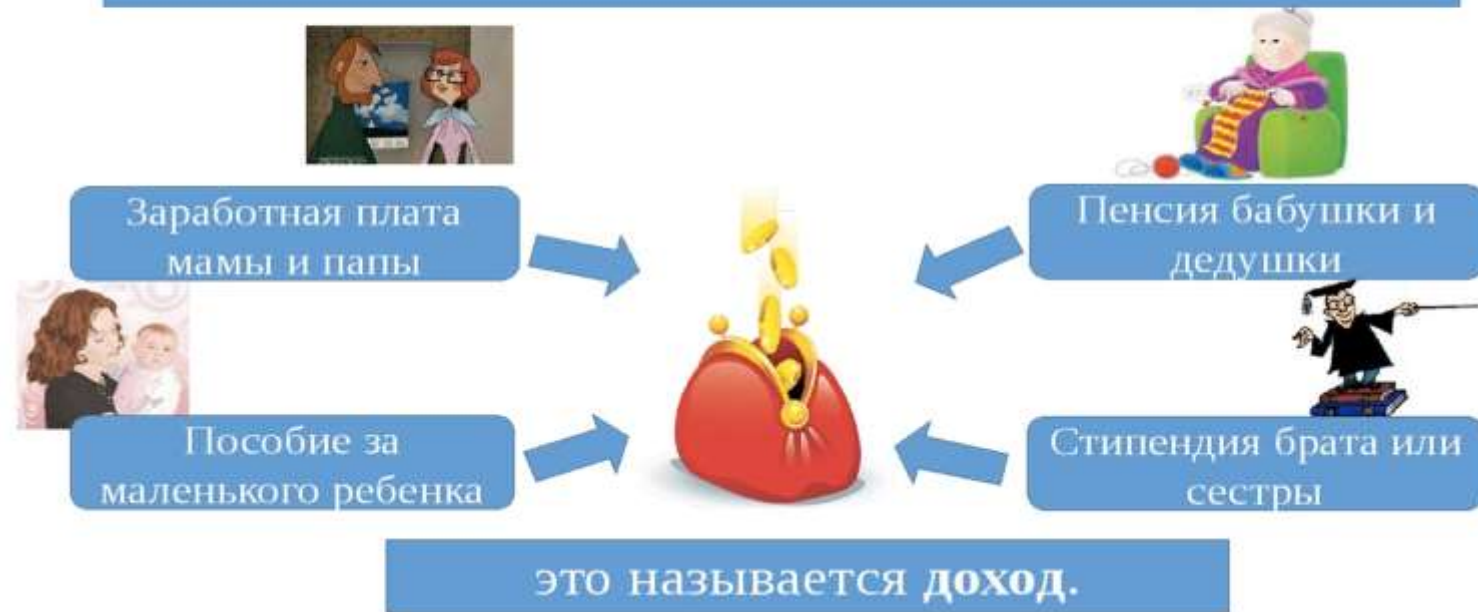 Заработная плата
мамы и папы
Пенсия бабушки и
дедушки
Пособие за
маленького ребенка
Стипендия брата или
сестры
это называется доход.